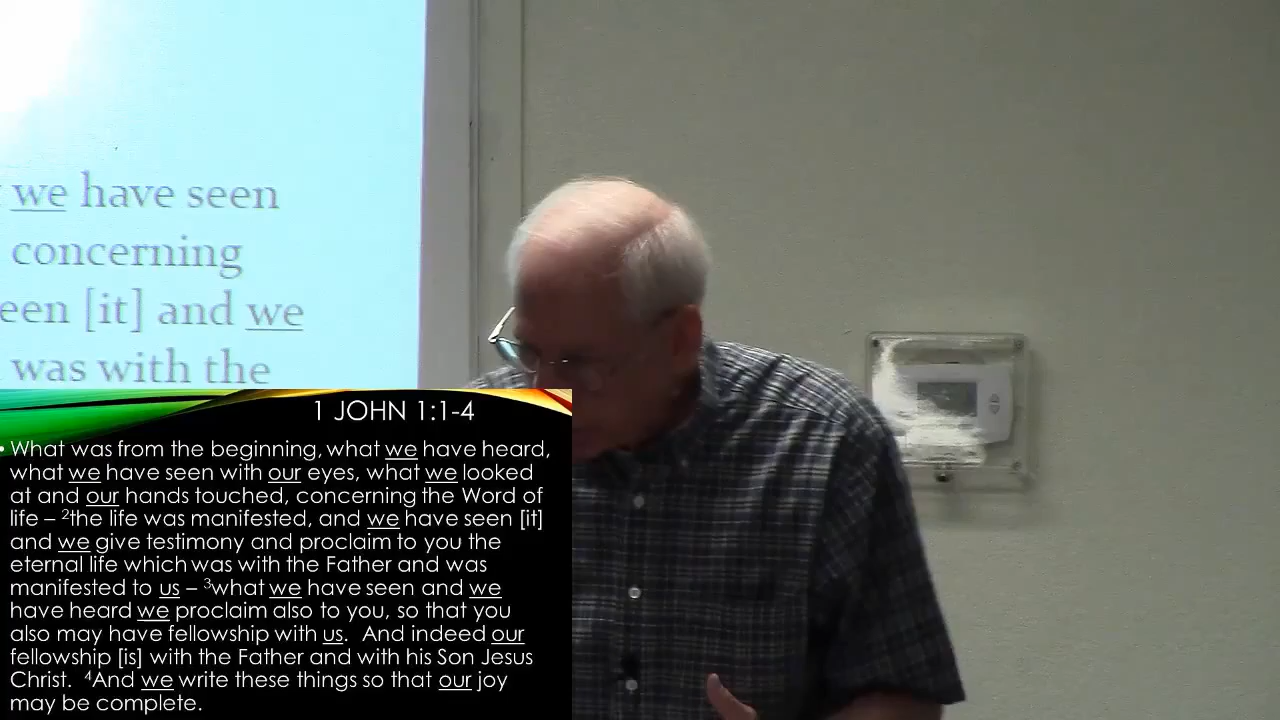 we have seen
concerning
een [it] and we
was with the
1 JOHN 1:1-4
• What was from the beginning, what we have heard,
what we have seen with our eyes, what we looked
at and our hands touched, concerning the Word of
life – ²the life was manifested, and we have seen [it]
and we give testimony and proclaim to you the
eternal life which was with the Father and was
manifested to us – ³what we have seen and we
have heard we proclaim also to you, so that you
also may have fellowship with us.  And indeed our
fellowship [is] with the Father and with his Son Jesus
Christ.  ⁴And we write these things so that our joy
may be complete.